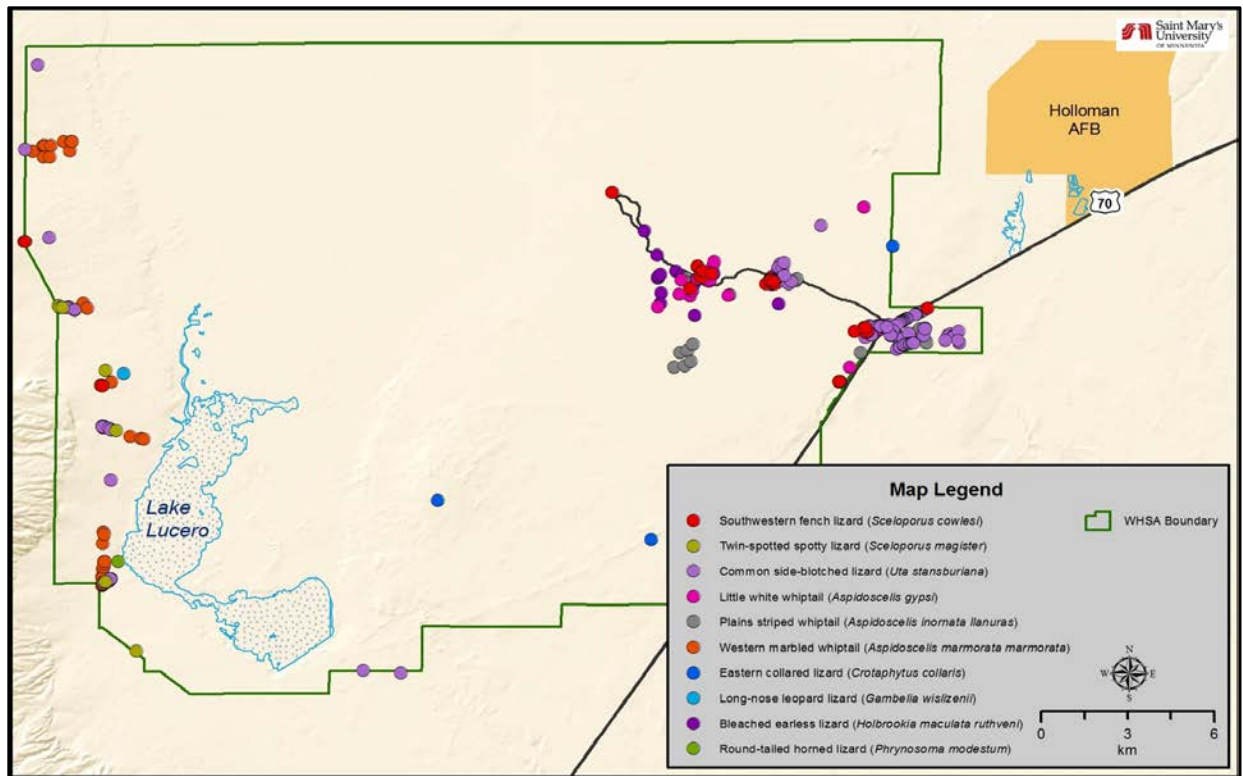 Saint Mary's
University
OF MINNESOTA
Holloman
AFB
70
Lake
Lucero
Map Legend
Southwestern fench lizard (Sceloporus cowlesi)
WHSA Boundary
Twin-spotted spotty lizard (Sceloporus magister)
Common side-blotched lizard (Uta stansburiana)
Little white whiptail (Aspidoscelis gypsi)
Plains striped whiptail (Aspidoscelis inornata llanuras)
Western marbled whiptail (Aspidoscelis marmorata marmorata)
Eastern collared lizard (Crotaphytus collaris)
Long-nose leopard lizard (Gambelia wislizenii)
Bleached earless lizard (Holbrookia maculata ruthveni)
Round-tailed horned lizard (Phrynosoma modestum)
N
W E
S
0 3 6
km